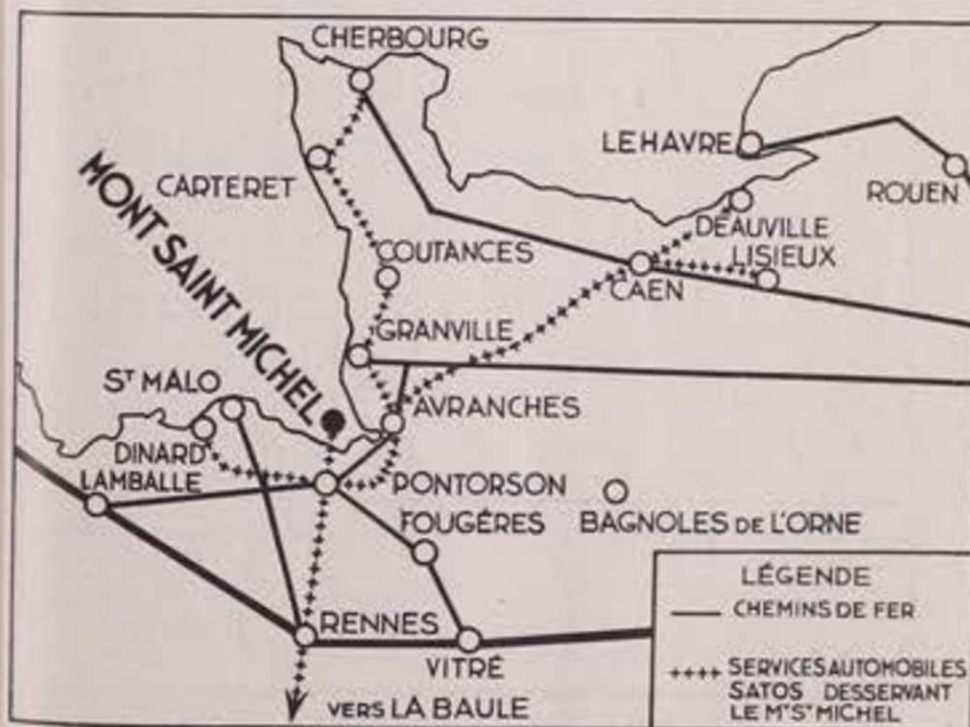 CHERBOURG
LE HAVRE
ROUEN
CARTERET
MONT SAINT MICHEL
DEAUVILLE
COUTANCES
LISIEUX
CAEN
GRANVILLE
ST MALO
AVRANCHES
DINARD
LAMBALLE
PONTORSON
FOUGÉRES
BAGNOLES DE L'ORNE
LÉGENDE
CHEMINS DE FER
RENNES
VITRÉ
SERVICES AUTOMOBILES
SATOS DESSERVANT
LE MT ST MICHEL
VERS LA BAULE